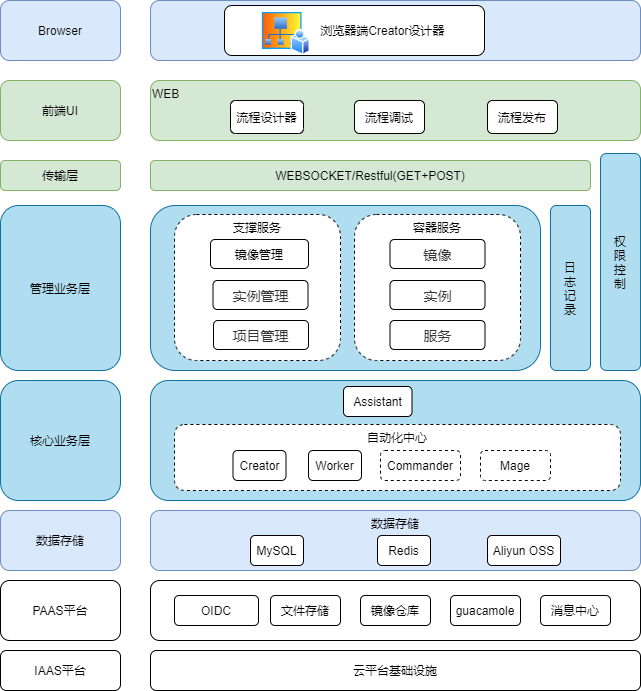 Browser
浏览器端Creator设计器
前端UI
WEB
流程设计器
流程调试
流程发布
传输层
WEBSOCKET/Restful(GET+POST)
权限控制
管理业务层
支撑服务
镜像管理
实例管理
项目管理
容器服务
镜像
实例
服务
日志记录
核心业务层
Assistant
自动化中心
Creator
Worker
Commander
Mage
数据存储
数据存储
MySQL
Redis
Aliyun OSS
PAAS平台
OIDC
文件存储
镜像仓库
guacamole
消息中心
IAAS平台
云平台基础设施